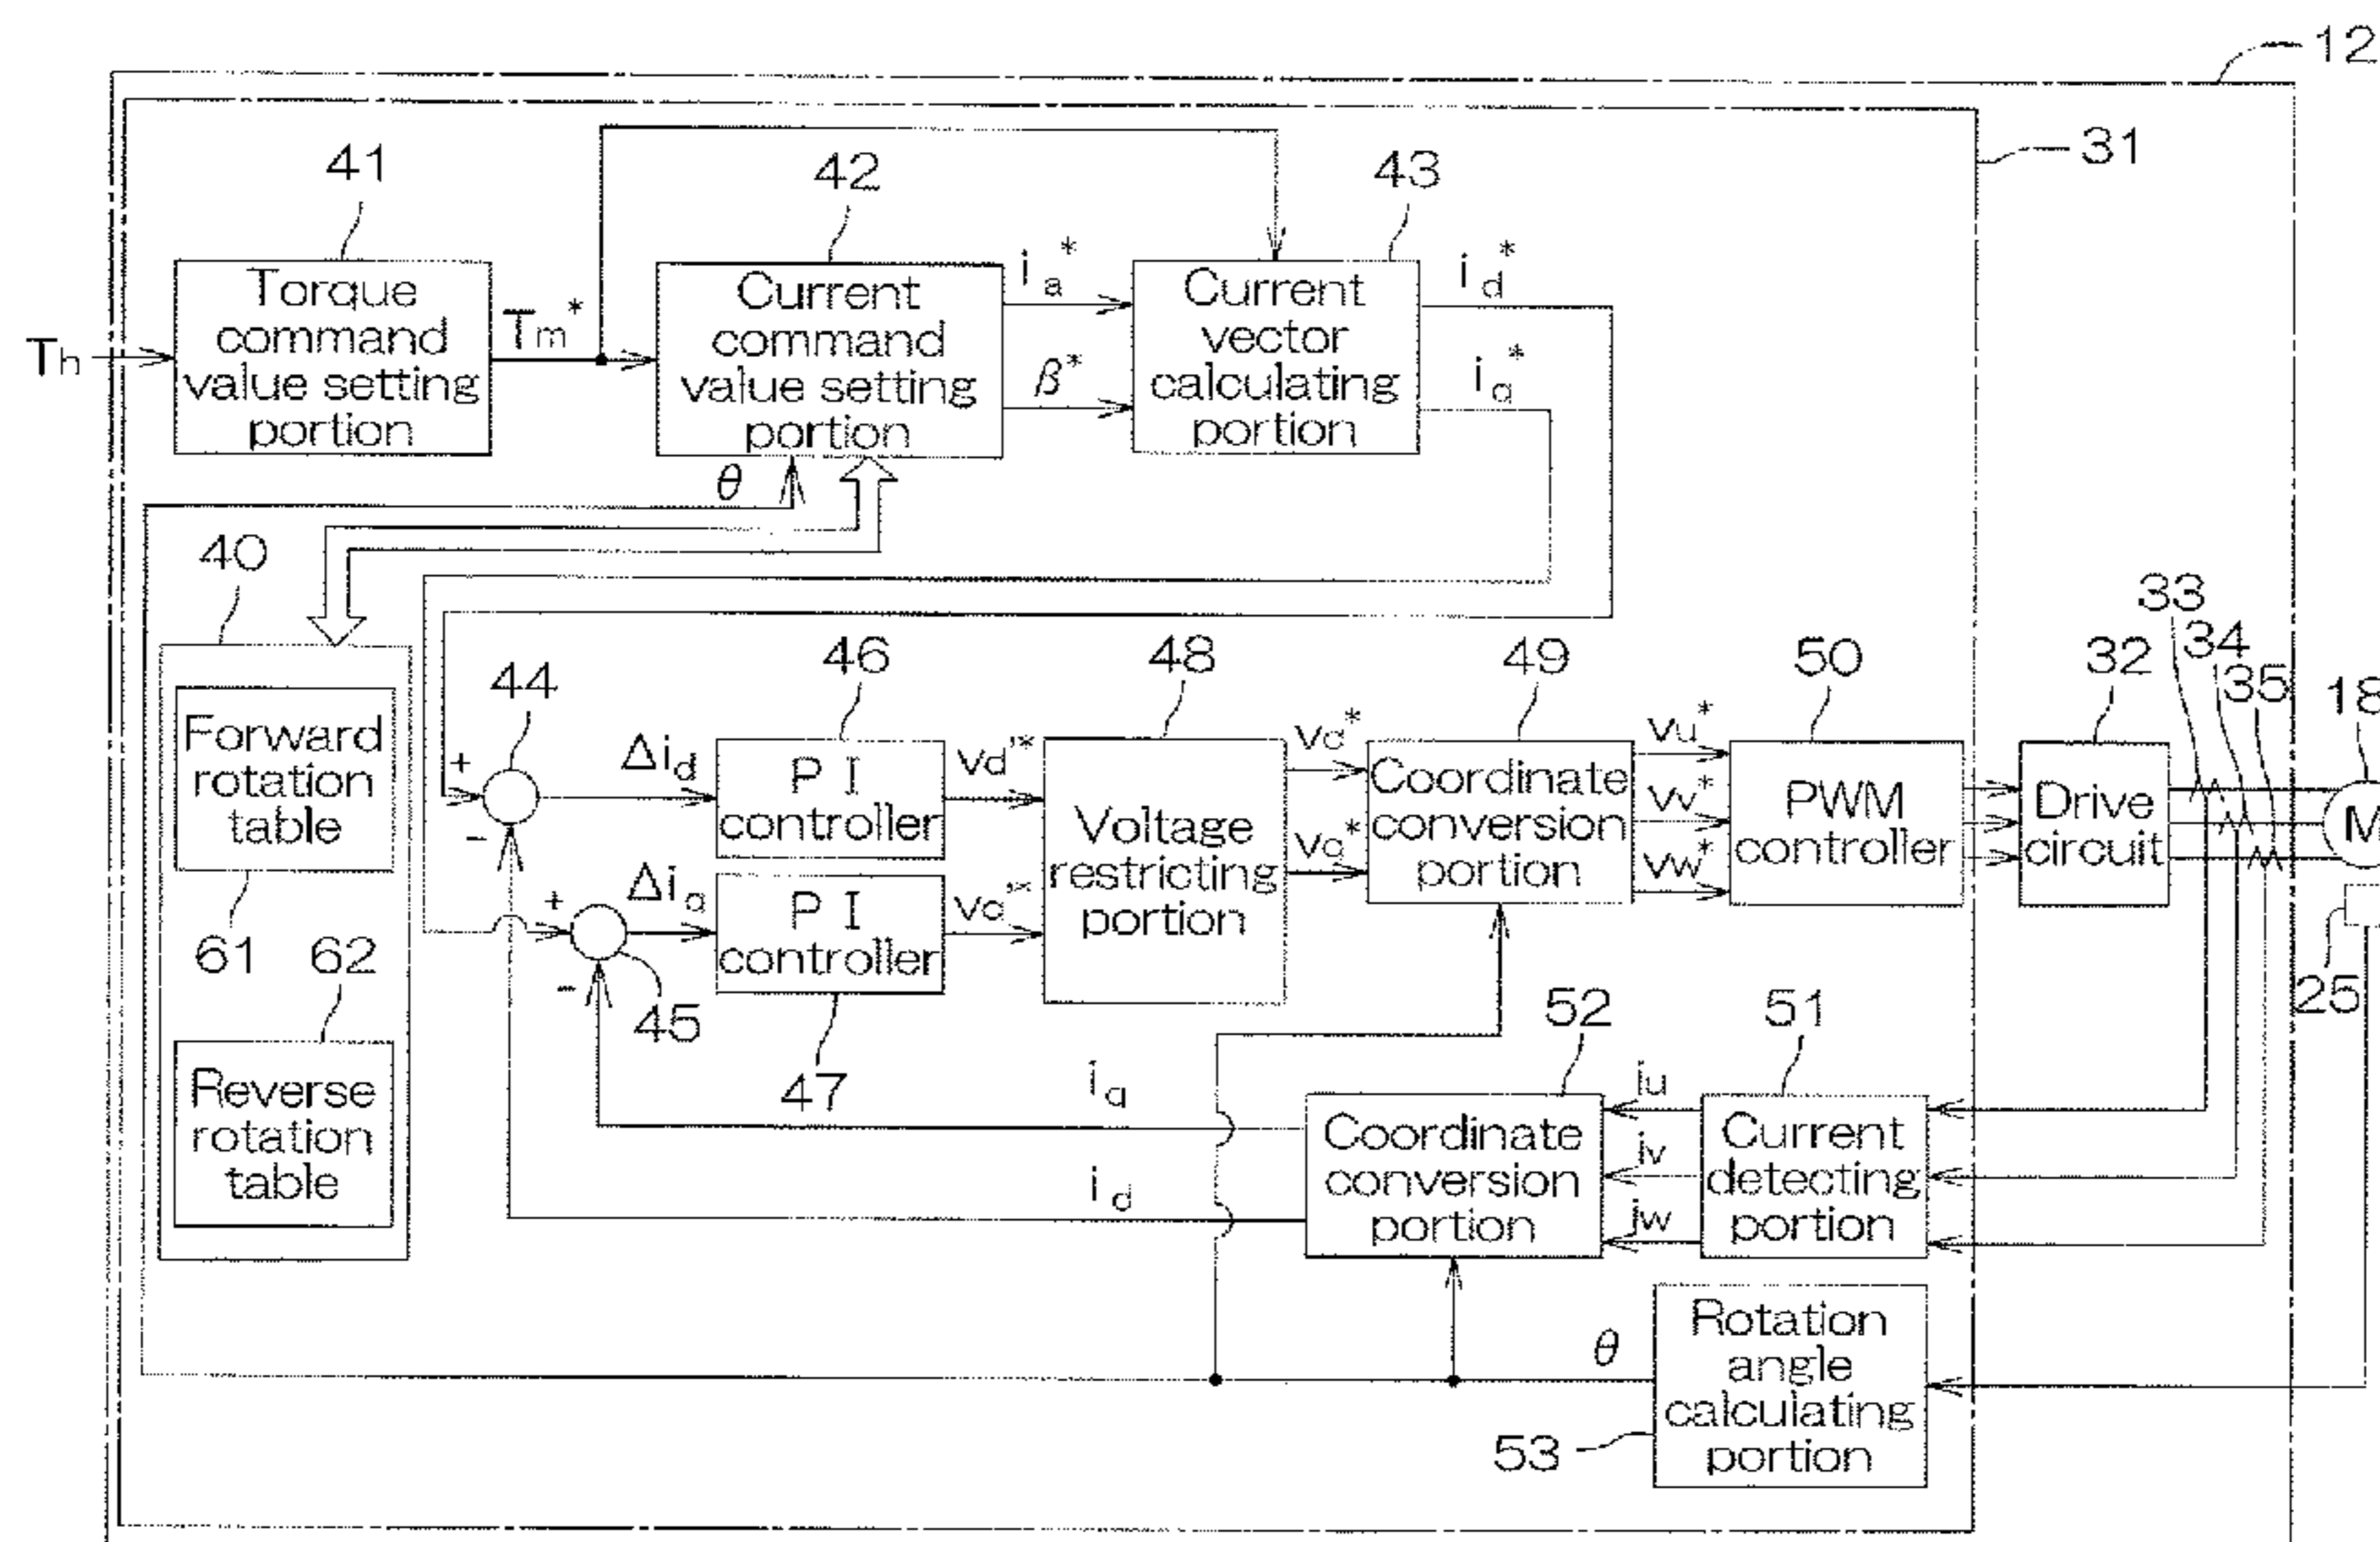 12
31
41
42
43
Th
Torque
command
value setting
portion
Tm*
Current
command
value setting
portion
ia*
β*
Current
vector
calculating
portion
id*
iq*
θ
40
Forward
rotation
table
61
62
Reverse
rotation
table
44
+
-
Δid
46
PI
controller
vd'*
45
+
-
Δiq
47
PI
controller
vq'*
48
Voltage
restricting
portion
vd*
vq*
49
Coordinate
conversion
portion
vu*
vv*
vw*
50
PWM
controller
32
Drive
circuit
33
34
35
18
M
25
iq
id
52
Coordinate
conversion
portion
iu
iv
iw
51
Current
detecting
portion
θ
53
Rotation
angle
calculating
portion